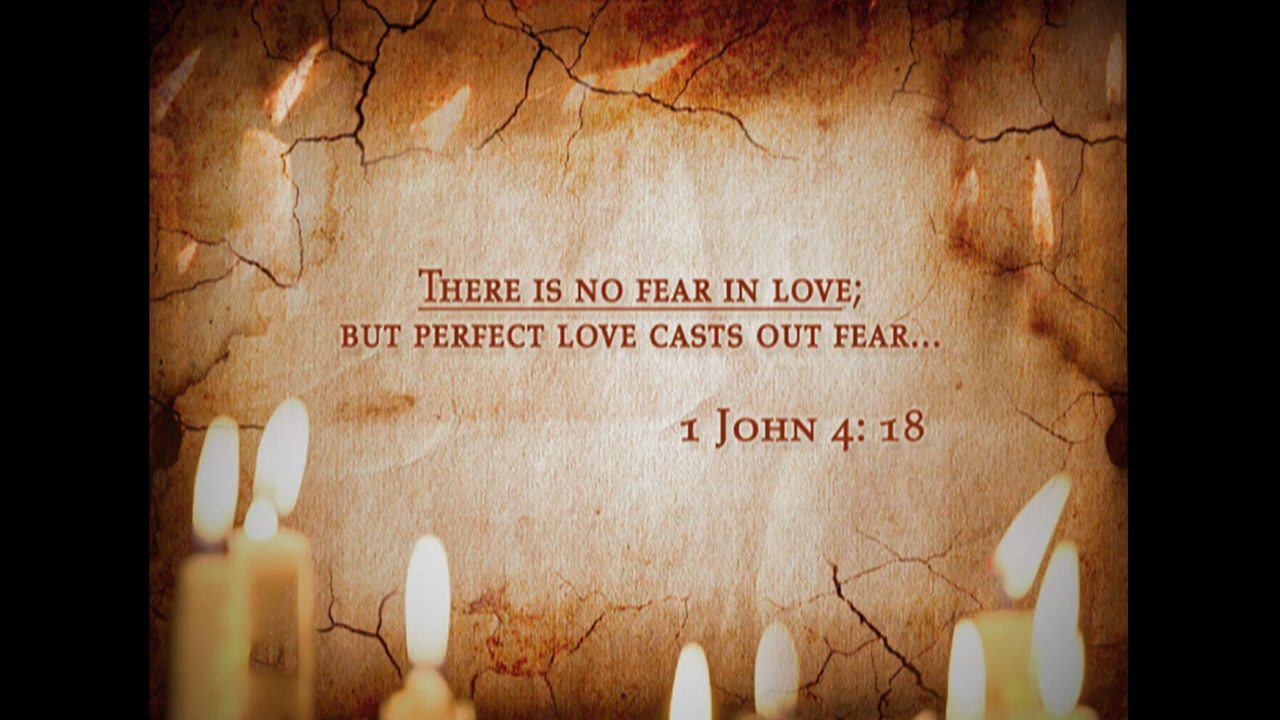 There is no fear in love;
but perfect love casts out fear...
1 John 4: 18